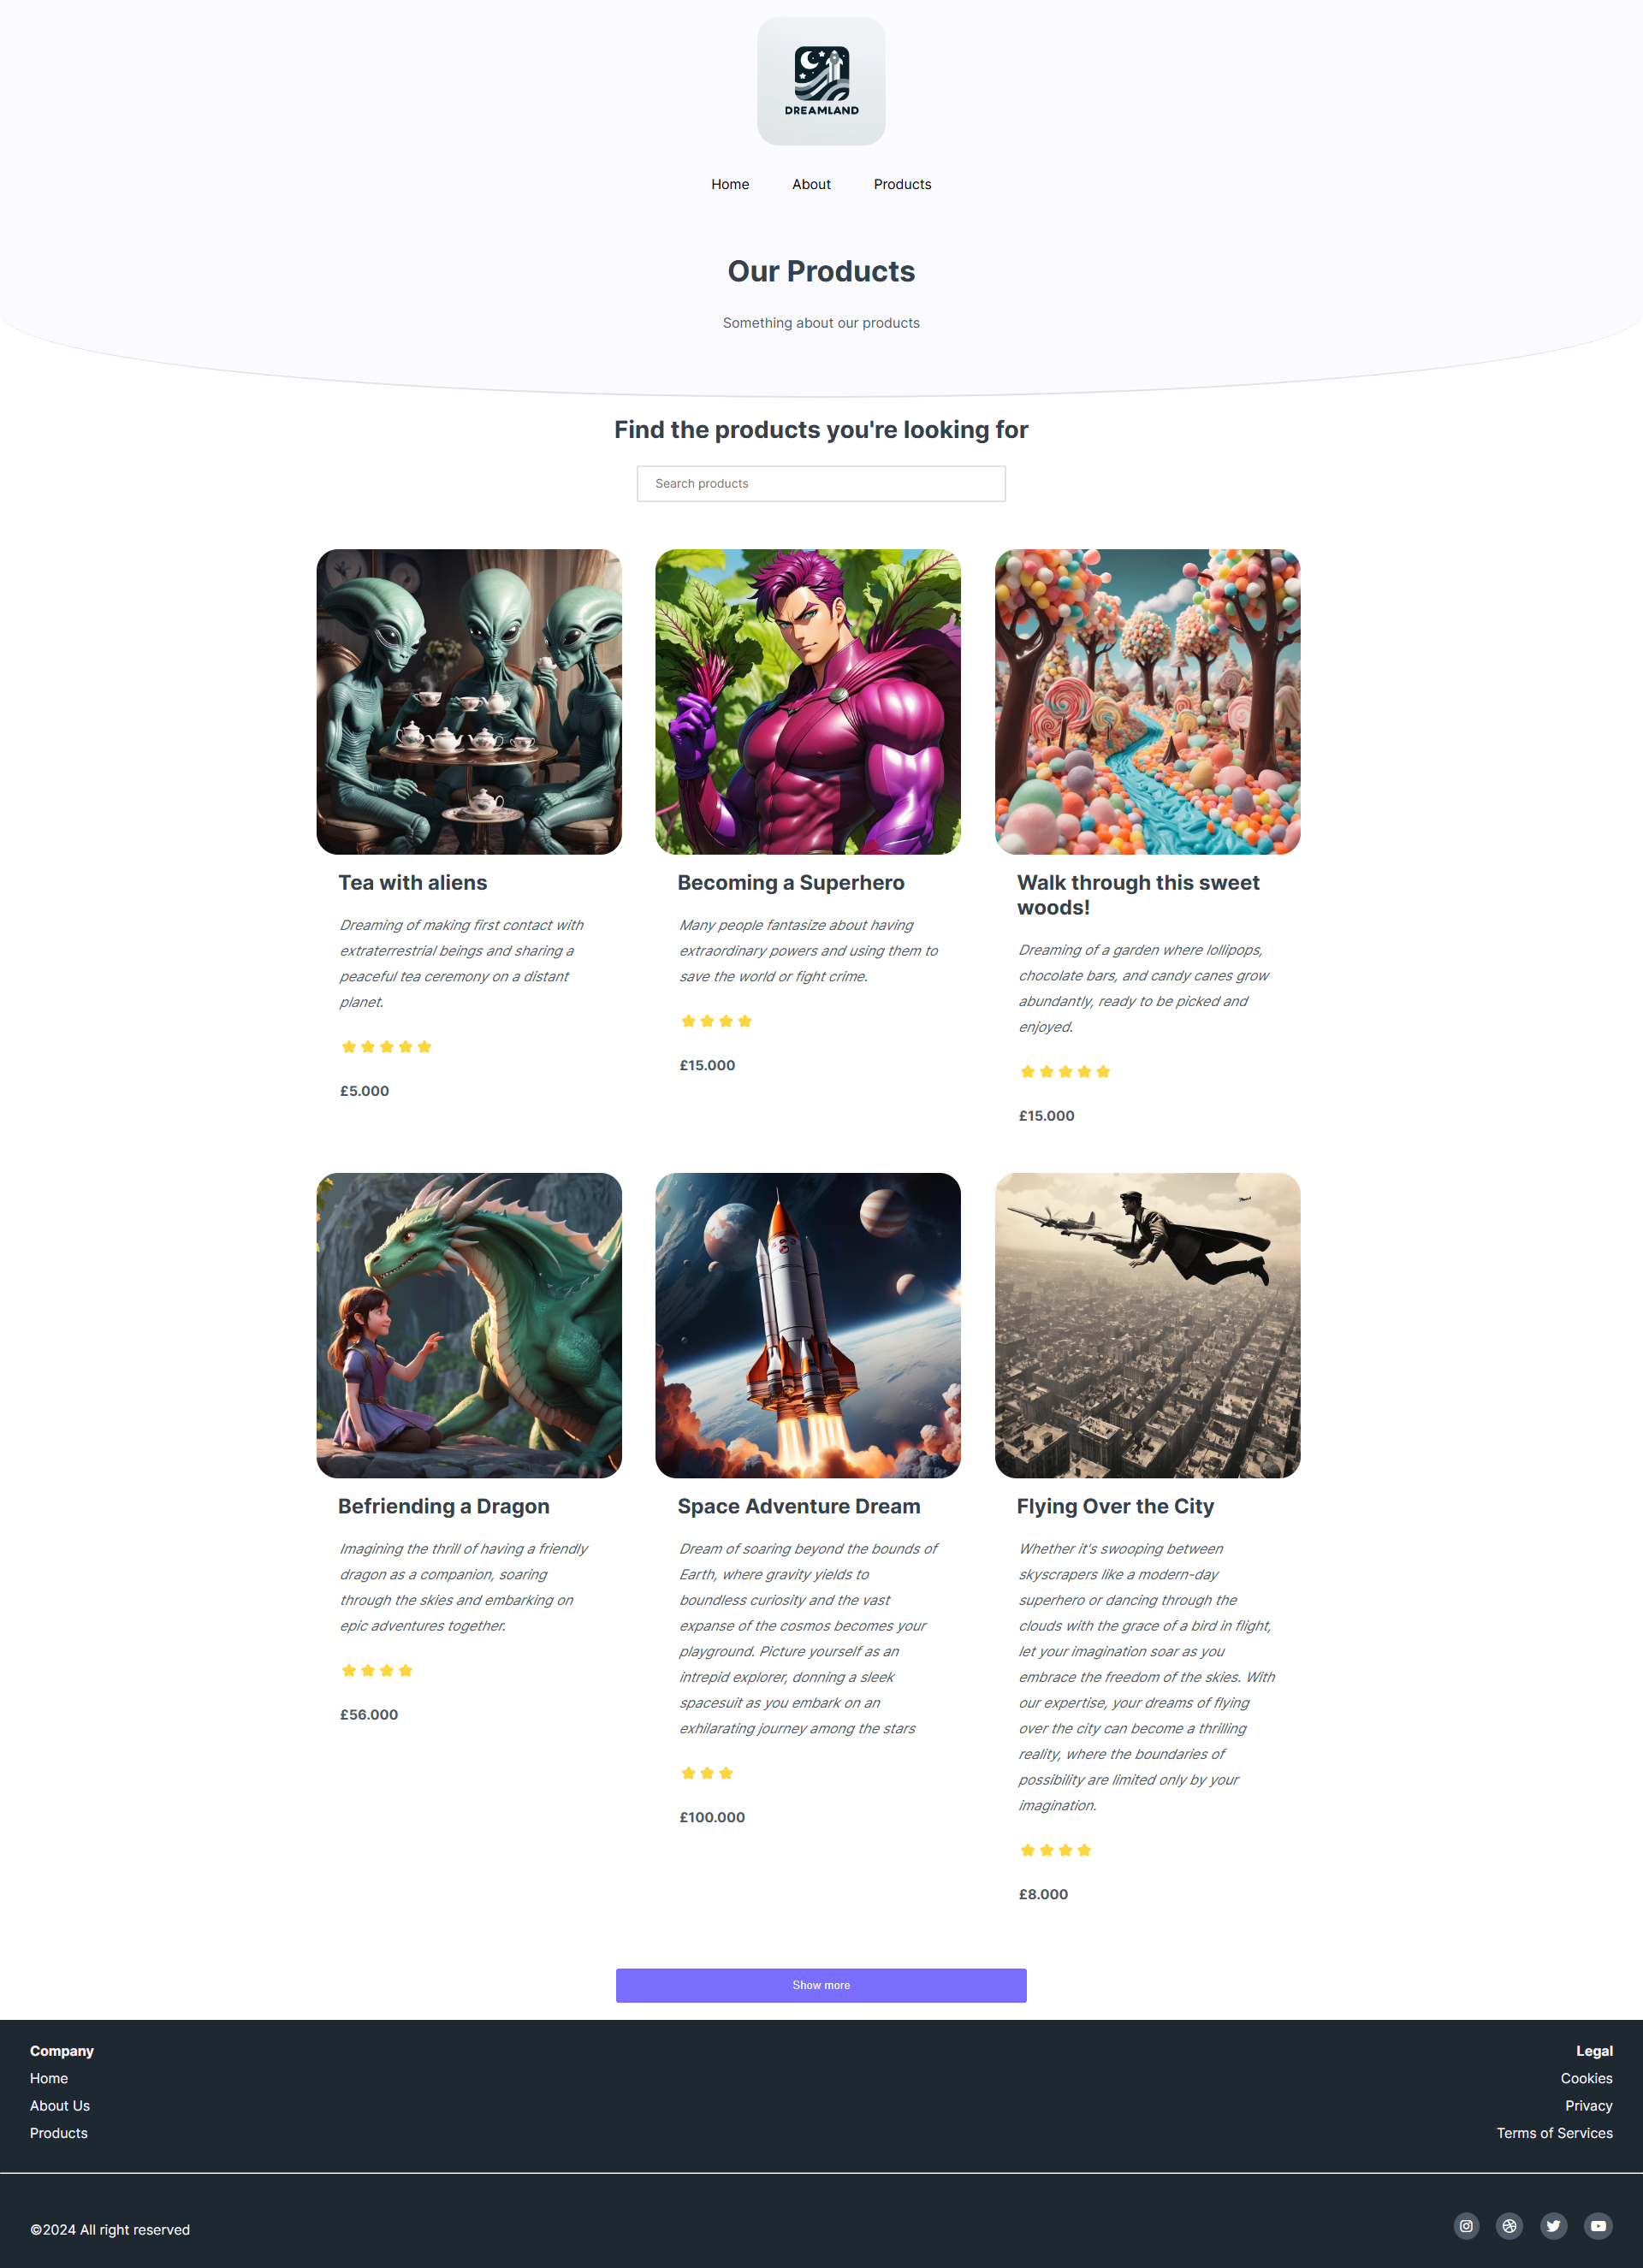 DREAMLAND
Home About Products
Our Products
Something about our products
Find the products you're looking for
Search products
Tea with aliens
Dreaming of making first contact with
extraterrestrial beings and sharing a
peaceful tea ceremony on a distant
planet.
£5.000
Becoming a Superhero
Many people fantasize about having
extraordinary powers and using them to
save the world or fight crime.
£15.000
Walk through this sweet
woods!
Dreaming of a garden where lollipops,
chocolate bars, and candy canes grow
abundantly, ready to be picked and
enjoyed.
£15.000
Befriending a Dragon
Imagining the thrill of having a friendly
dragon as a companion, soaring
through the skies and embarking on
epic adventures together.
£56.000
Space Adventure Dream
Dream of soaring beyond the bounds of
Earth, where gravity yields to
boundless curiosity and the vast
expanse of the cosmos becomes your
playground. Picture yourself as an
intrepid explorer, donning a sleek
spacesuit as you embark on an
exhilarating journey among the stars
£100.000
Flying Over the City
Whether it's swooping between
skyscrapers like a modern-day
superhero or dancing through the
clouds with the grace of a bird in flight,
let your imagination soar as you
embrace the freedom of the skies. With
our expertise, your dreams of flying
over the city can become a thrilling
reality, where the boundaries of
possibility are limited only by your
imagination.
£8.000
Show more
Company
Home
About Us
Products
Legal
Cookies
Privacy
Terms of Services
©2024 All right reserved